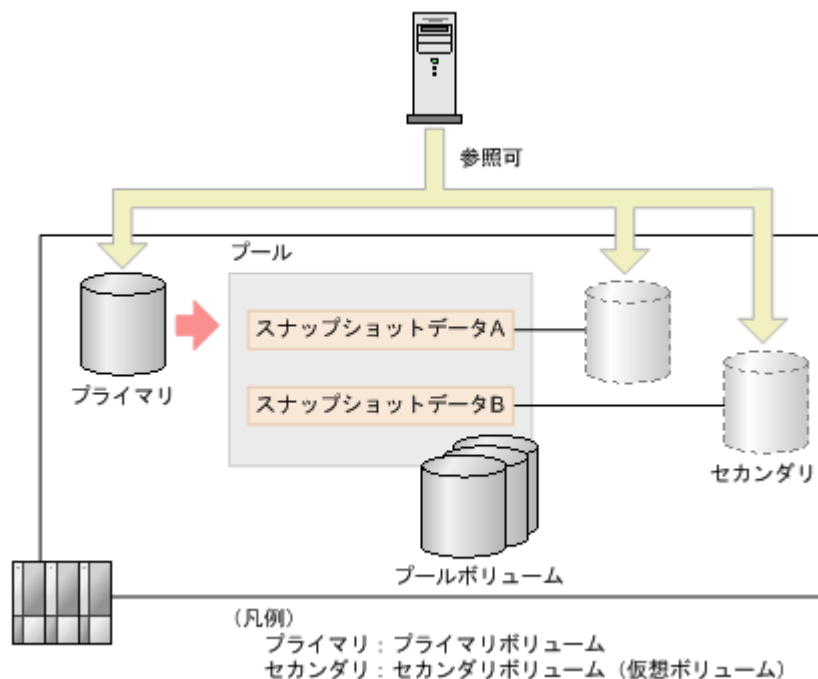 参照可
プール
スナップショットデータA
プライマリ
スナップショットデータB
セカンダリ
プールボリューム
(凡例)
プライマリ：プライマリボリューム
セカンダリ：セカンダリボリューム（仮想ボリューム）